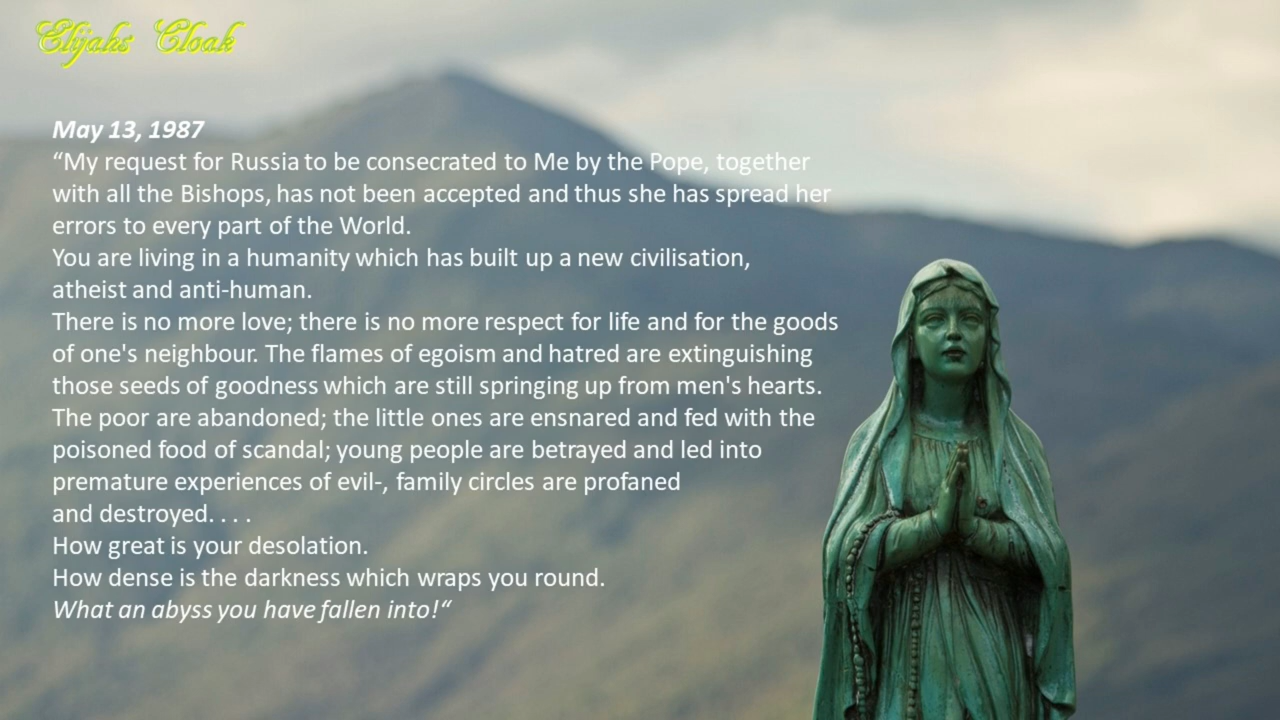 Elijahs Cloak
May 13, 1987
“My request for Russia to be consecrated to Me by the Pope, together
with all the Bishops, has not been accepted and thus she has spread her
errors to every part of the World.
You are living in a humanity which has built up a new civilisation,
atheist and anti-human.
There is no more love; there is no more respect for life and for the goods
of one's neighbour. The flames of egoism and hatred are extinguishing
those seeds of goodness which are still springing up from men's hearts.
The poor are abandoned; the little ones are ensnared and fed with the
poisoned food of scandal; young people are betrayed and led into
premature experiences of evil-, family circles are profaned
and destroyed. . . .
How great is your desolation.
How dense is the darkness which wraps you round.
What an abyss you have fallen into!“